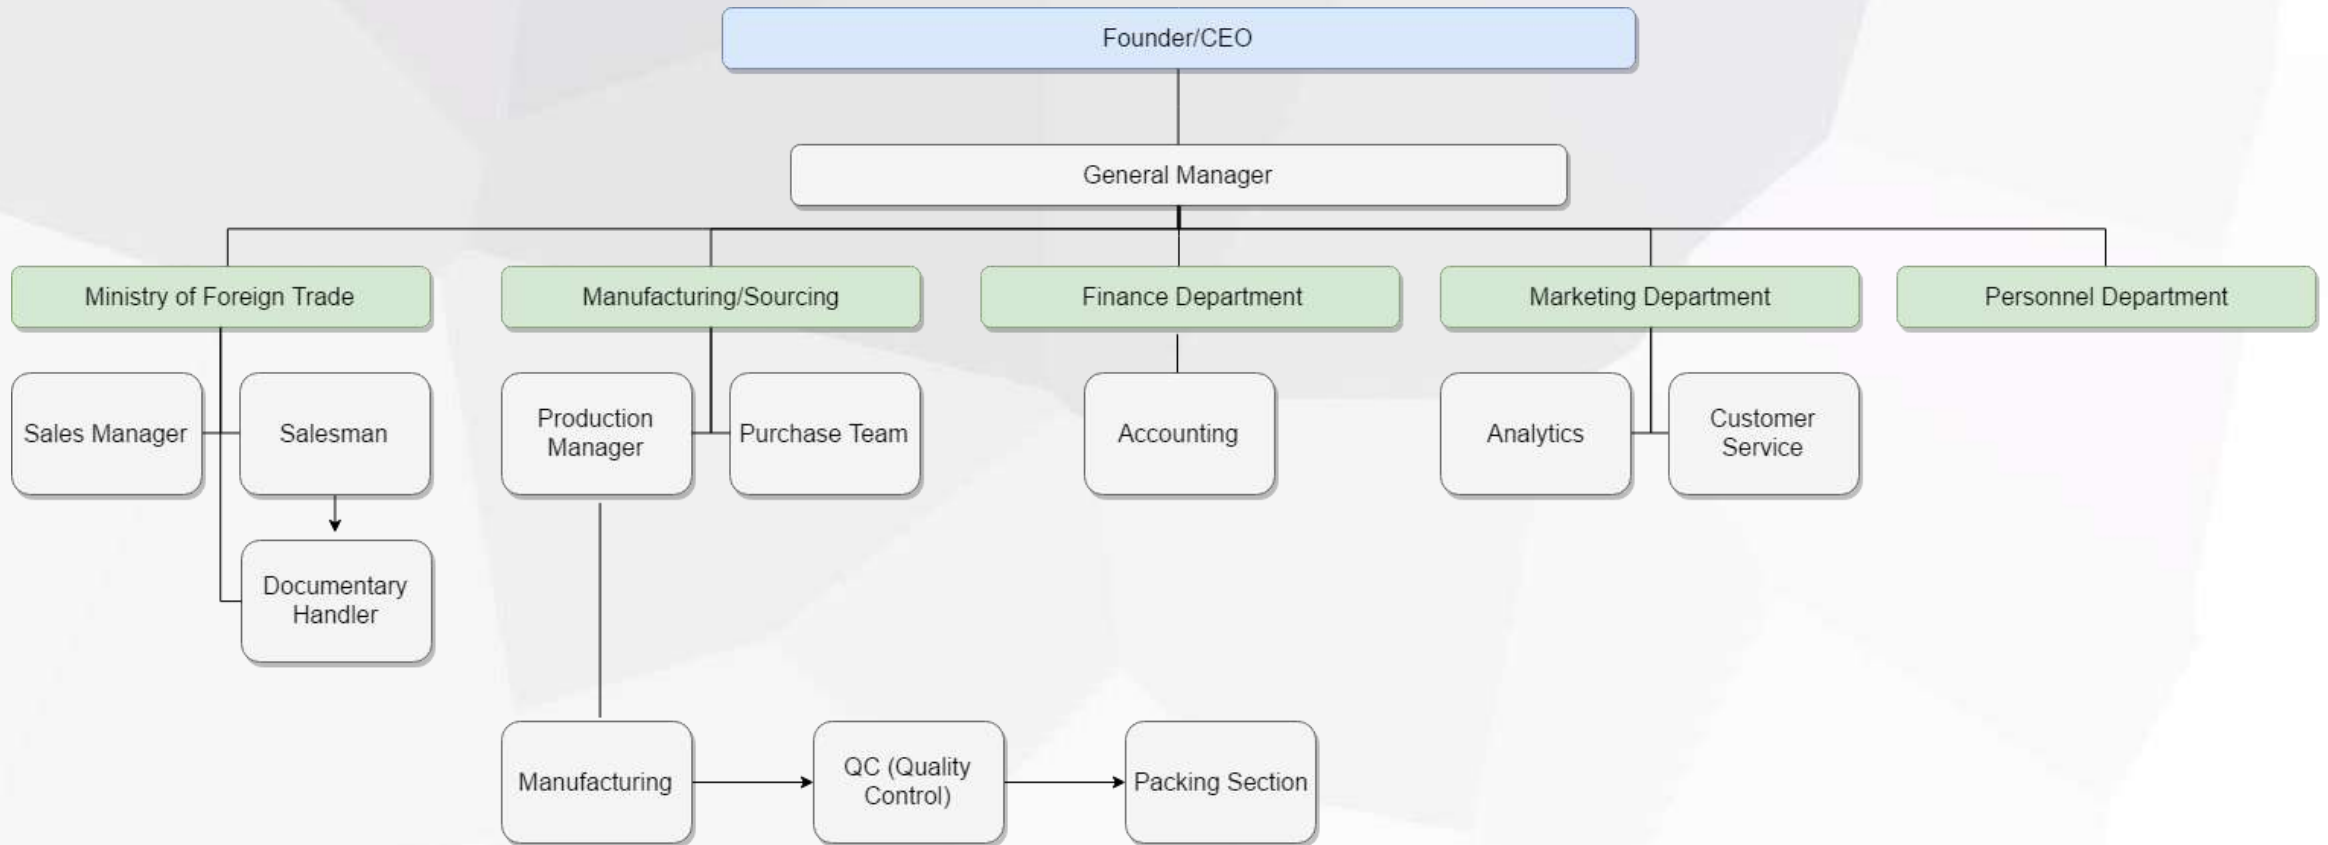 Founder/CEO
General Manager
Ministry of Foreign Trade
Manufacturing/Sourcing
Finance Department
Marketing Department
Personnel Department
Sales Manager
Salesman
Production
Manager
Purchase Team
Accounting
Analytics
Customer
Service
Documentary
Handler
Manufacturing
QC (Quality
Control)
Packing Section